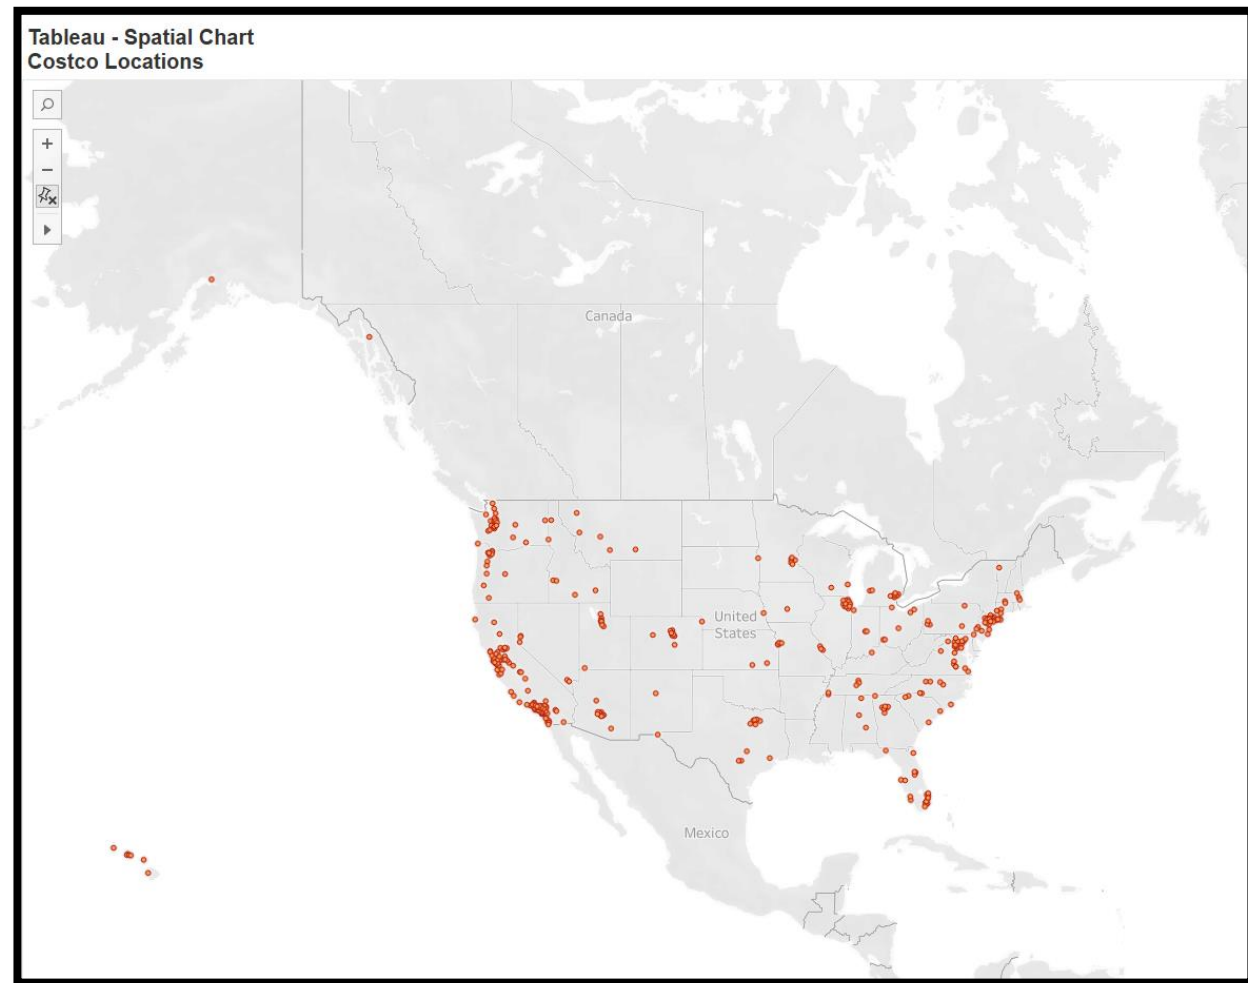 Tableau - Spatial Chart
Costco Locations
Canada
United
States
Mexico